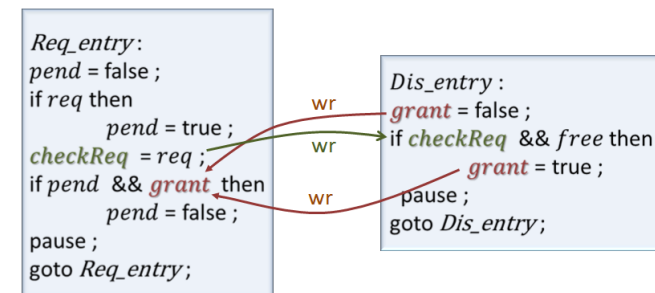 Req_entry:
pend = false ;
if req then
pend = true ;
checkReq = req ;
if pend && grant then
pend = false ;
pause ;
goto Req_entry;
wr
wr
wr
Dis_entry :
grant = false ;
if checkReq && free then
grant = true ;
pause ;
goto Dis_entry;